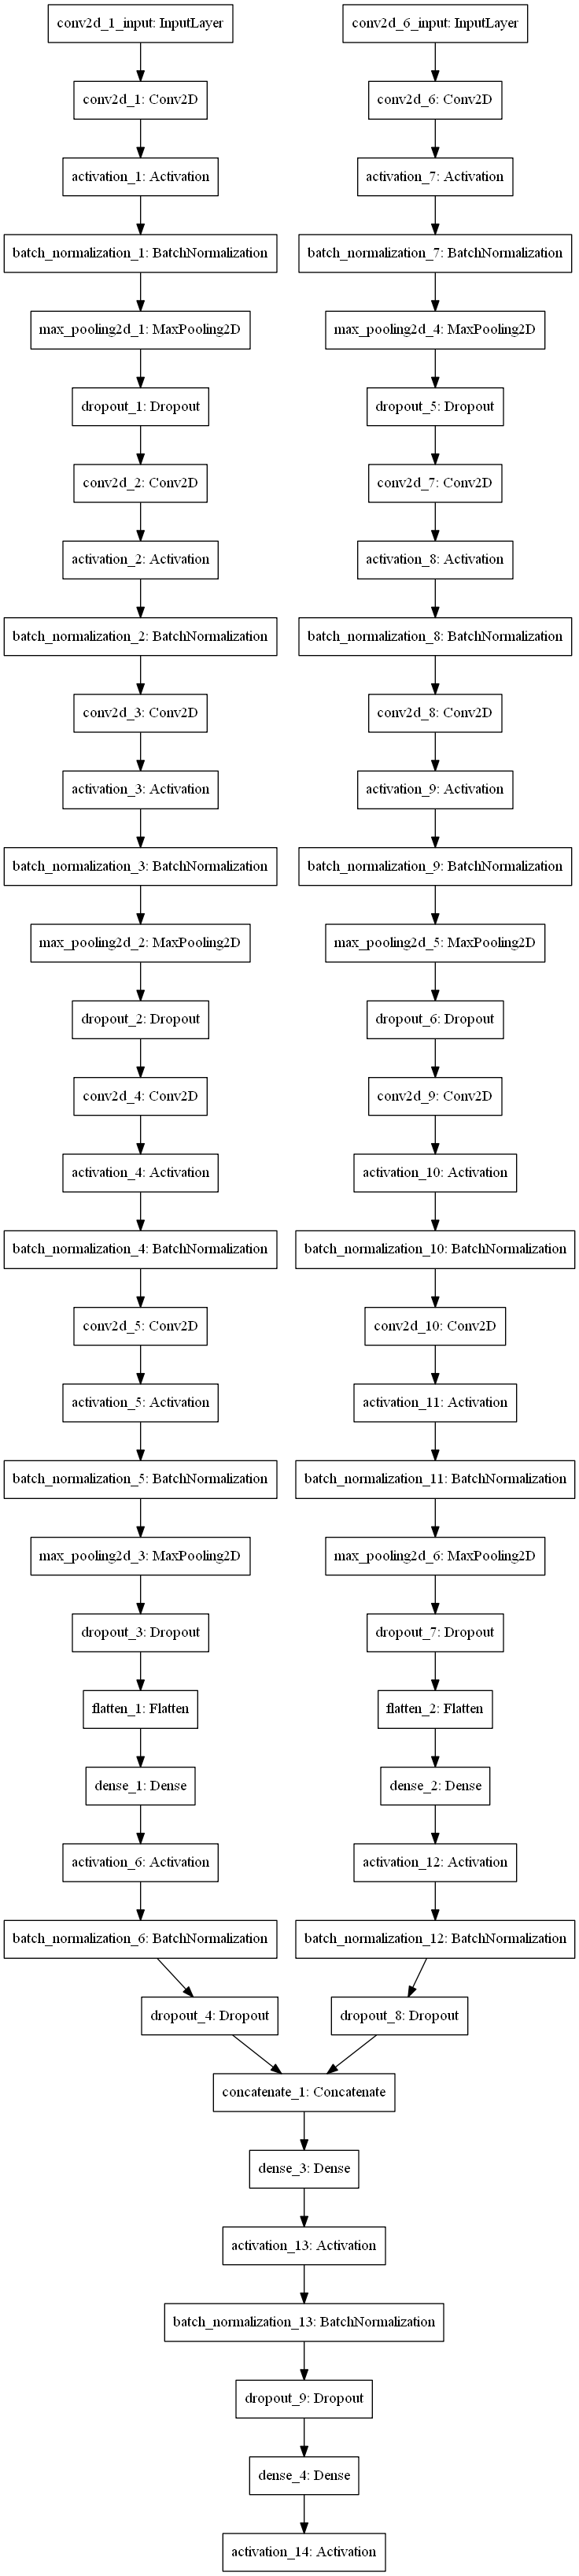 conv2d_1_input: InputLayer
conv2d_6_input: InputLayer
conv2d_1: Conv2D
conv2d_6: Conv2D
activation_1: Activation
activation_7: Activation
batch_normalization_1: BatchNormalization
batch_normalization_7: BatchNormalization
max_pooling2d_1: MaxPooling2D
max_pooling2d_4: MaxPooling2D
dropout_1: Dropout
dropout_5: Dropout
conv2d_2: Conv2D
conv2d_7: Conv2D
activation_2: Activation
activation_8: Activation
batch_normalization_2: BatchNormalization
batch_normalization_8: BatchNormalization
conv2d_3: Conv2D
conv2d_8: Conv2D
activation_3: Activation
activation_9: Activation
batch_normalization_3: BatchNormalization
batch_normalization_9: BatchNormalization
max_pooling2d_2: MaxPooling2D
max_pooling2d_5: MaxPooling2D
dropout_2: Dropout
dropout_6: Dropout
conv2d_4: Conv2D
conv2d_9: Conv2D
activation_4: Activation
activation_10: Activation
batch_normalization_4: BatchNormalization
batch_normalization_10: BatchNormalization
conv2d_5: Conv2D
conv2d_10: Conv2D
activation_5: Activation
activation_11: Activation
batch_normalization_5: BatchNormalization
batch_normalization_11: BatchNormalization
max_pooling2d_3: MaxPooling2D
max_pooling2d_6: MaxPooling2D
dropout_3: Dropout
dropout_7: Dropout
flatten_1: Flatten
flatten_2: Flatten
dense_1: Dense
dense_2: Dense
activation_6: Activation
activation_12: Activation
batch_normalization_6: BatchNormalization
batch_normalization_12: BatchNormalization
dropout_4: Dropout
dropout_8: Dropout
concatenate_1: Concatenate
dense_3: Dense
activation_13: Activation
batch_normalization_13: BatchNormalization
dropout_9: Dropout
dense_4: Dense
activation_14: Activation